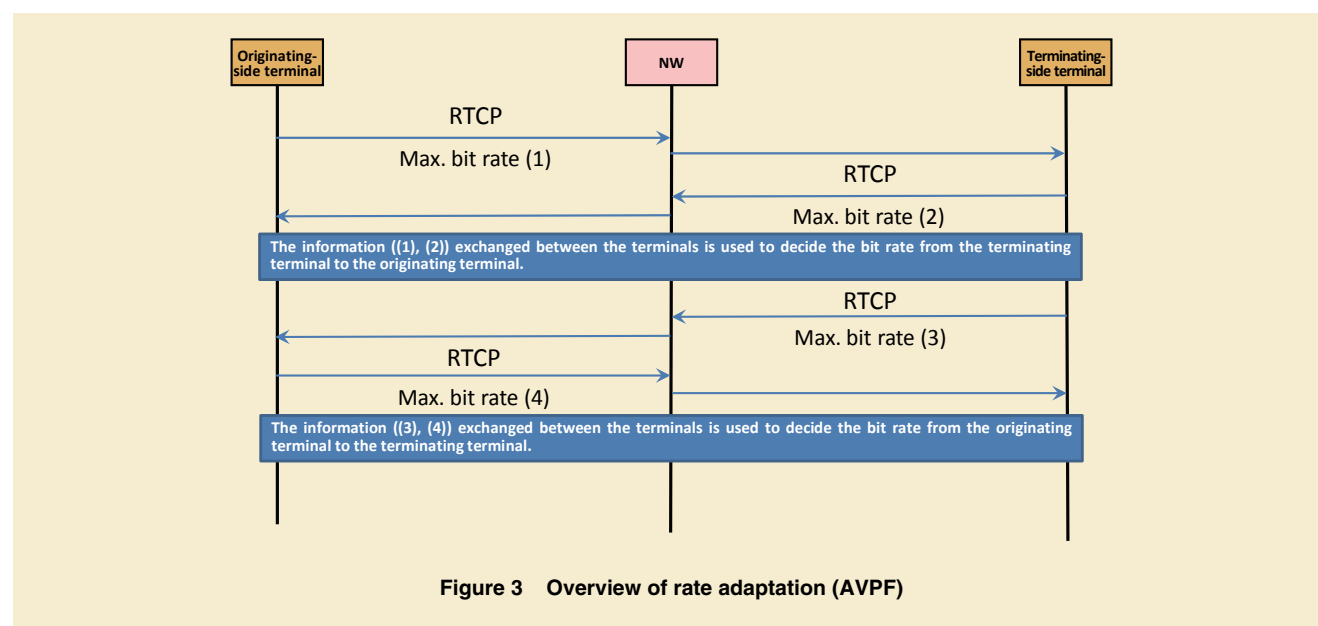 Originating-
side terminal
NW
Terminating-
side terminal
RTCP
Max. bit rate (1)
RTCP
Max. bit rate (2)
The information ((1), (2)) exchanged between the terminals is used to decide the bit rate from the terminating
terminal to the originating terminal.
RTCP
Max. bit rate (3)
RTCP
Max. bit rate (4)
The information ((3), (4)) exchanged between the terminals is used to decide the bit rate from the originating
terminal to the terminating terminal.
Figure 3 Overview of rate adaptation (AVPF)